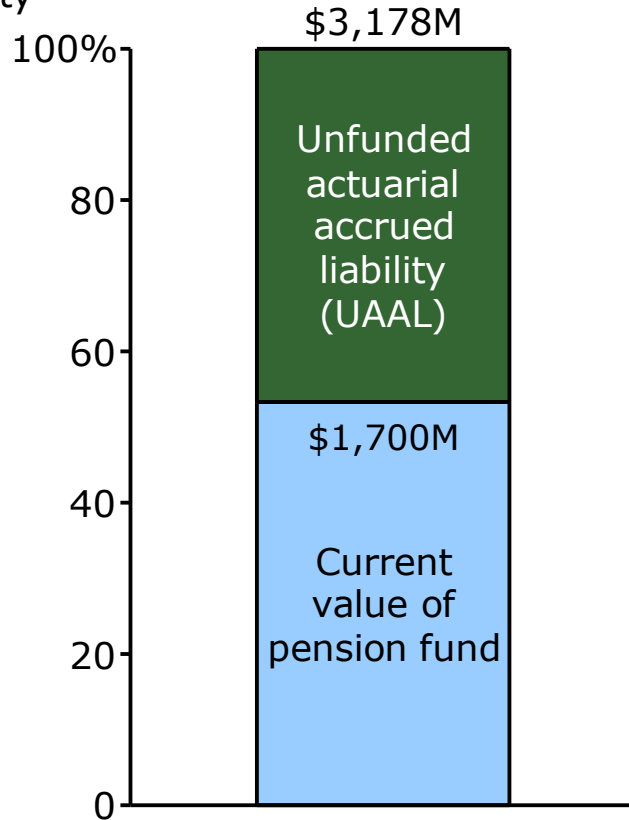 $3,178M
100%
Unfunded
actuarial
accrued
liability
(UAAL)
80
60
$1,700M
40
Current
value of
pension fund
20
0